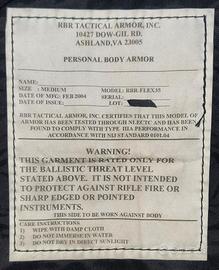 RBR TACTICAL ARMOR, INC.
10427 DOW-GIL RD.
ASHLAND, VA 23005
PERSONAL BODY ARMOR
NAME:
SIZE: MEDIUM MODEL: RBR-FLEX35
DATE OF MFG: FEB 2004 SERIAL:
DATE OF ISSUE: LOT:
RBR TACTICAL ARMOR, INC. CERTIFIES THAT THIS MODEL OF
ARMOR HAS BEEN TESTED THROUGH NLECTC AND HAS BEEN
FOUND TO COMPLY WITH TYPE IIIA PERFORMANCE IN
ACCORDANCE WITH NIJ STANDARD 0101.04
WARNING!
THIS GARMENT IS RATED ONLY FOR
THE BALLISTIC THREAT LEVEL
STATED ABOVE. IT IS NOT INTENDED
TO PROTECT AGAINST RIFLE FIRE OR
SHARP EDGED OR POINTED
INSTRUMENTS.
THIS SIDE TO BE WORN AGAINST BODY
CARE INSTRUCTIONS
1) WIPE WITH DAMP CLOTH
2) DO NOT IMMERSE IN WATER
3) DO NOT DRY IN DIRECT SUNLIGHT